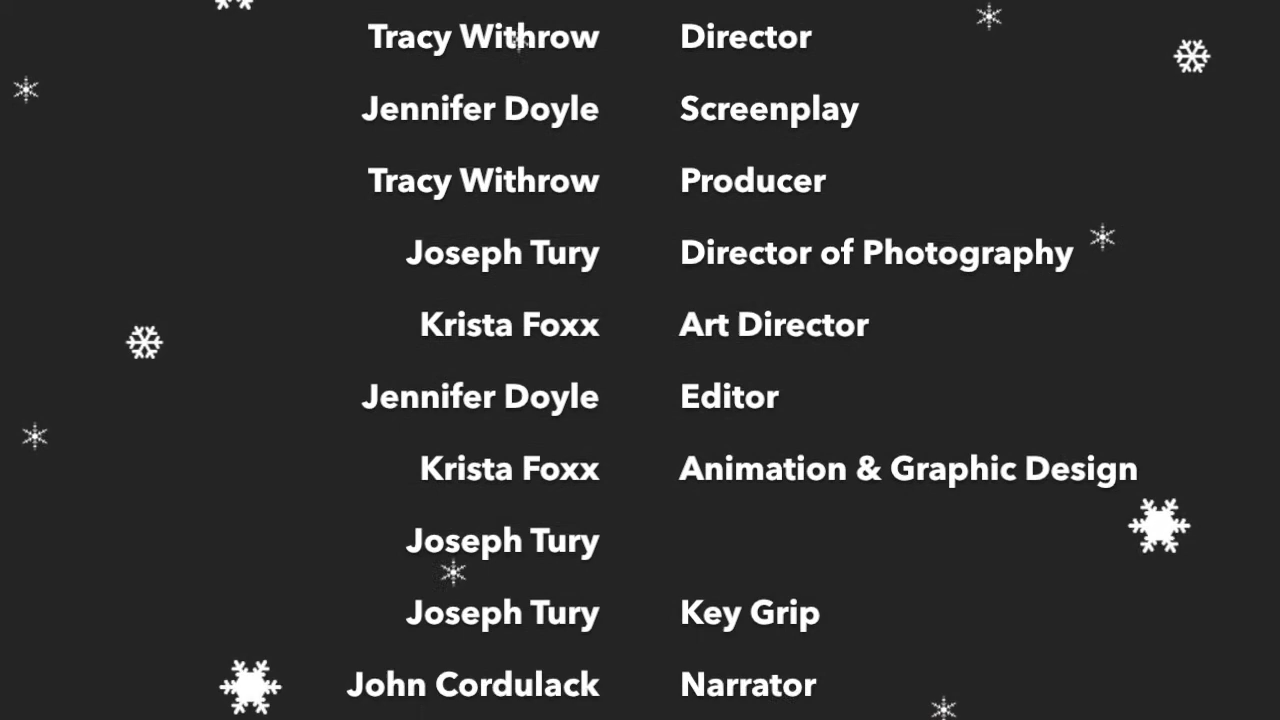 Tracy Withrow Director
Jennifer Doyle Screenplay
Tracy Withrow Producer
Joseph Tury Director of Photography
Krista Foxx Art Director
Jennifer Doyle Editor
Krista Foxx Animation & Graphic Design
Joseph Tury
Joseph Tury Key Grip
John Cordulack Narrator